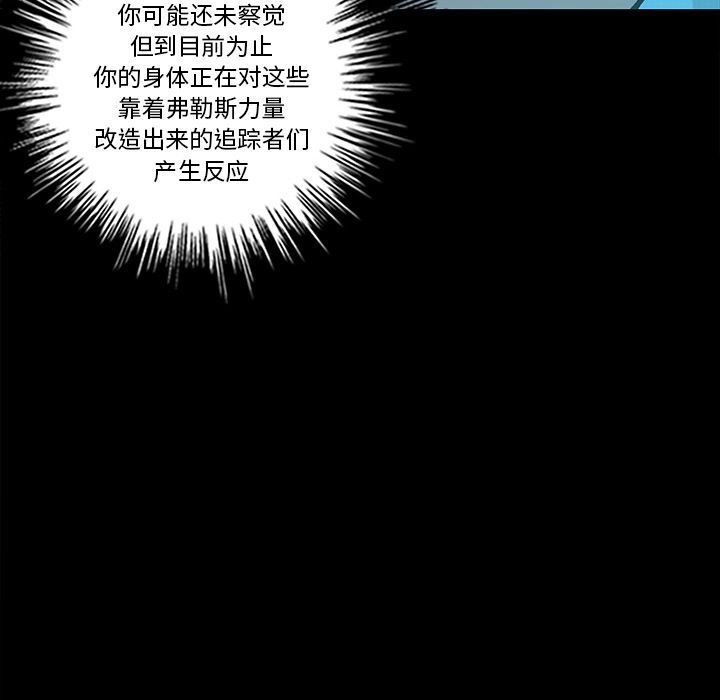 你可能还未察觉
但到目前为止
你的身体正在对这些
靠着弗勒斯力量
改造出来的追踪者们
产生反应